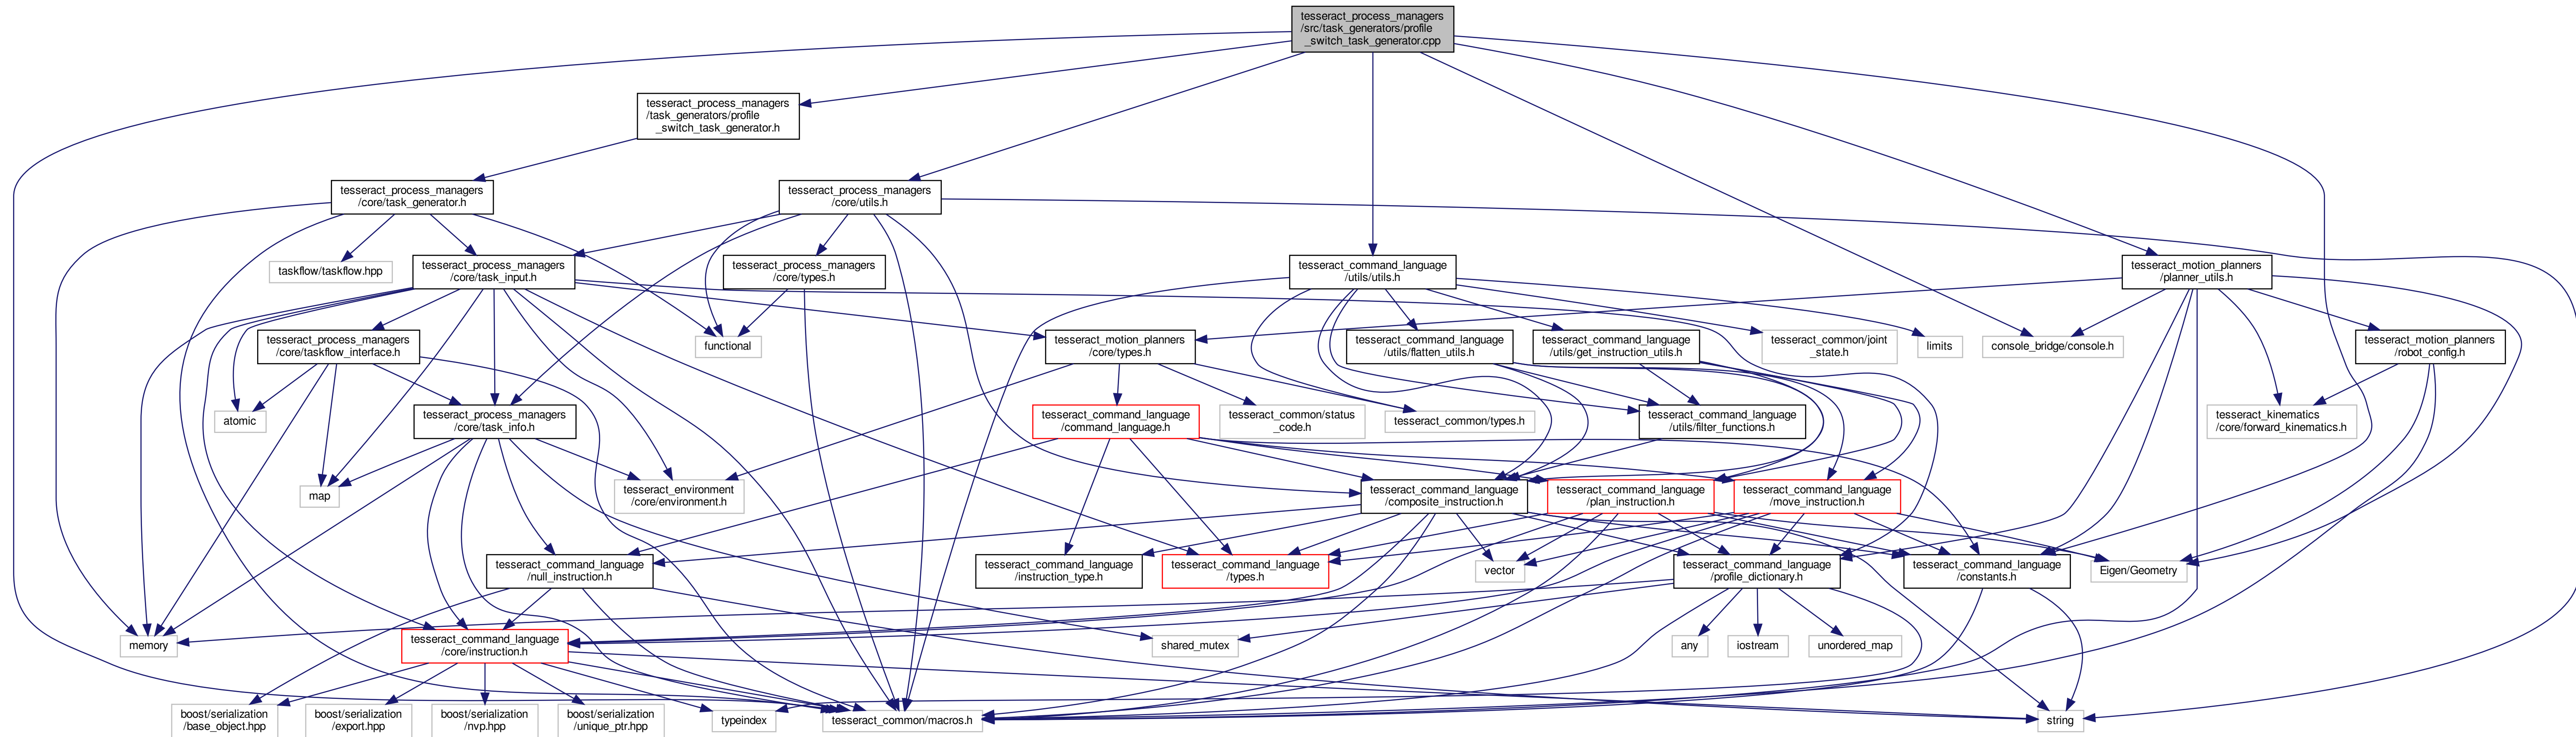 tesseract_process_managers
/src/task_generators/profile
_switch_task_generator.cpp
tesseract_process_managers
/task_generators/profile
_switch_task_generator.h
tesseract_process_managers
/core/task_generator.h
tesseract_process_managers
/core/utils.h
taskflow/taskflow.hpp
tesseract_process_managers
/core/task_input.h
tesseract_process_managers
/core/types.h
tesseract_command_language
/utils/utils.h
tesseract_motion_planners
/planner_utils.h
tesseract_process_managers
/core/taskflow_interface.h
functional
tesseract_motion_planners
/core/types.h
tesseract_command_language
/utils/flatten_utils.h
tesseract_command_language
/utils/get_instruction_utils.h
tesseract_common/joint
_state.h
limits
console_bridge/console.h
tesseract_motion_planners
/robot_config.h
atomic
tesseract_process_managers
/core/task_info.h
tesseract_command_language
/command_language.h
tesseract_common/status
_code.h
tesseract_common/types.h
tesseract_command_language
/utils/filter_functions.h
tesseract_kinematics
/core/forward_kinematics.h
map
tesseract_environment
/core/environment.h
tesseract_command_language
/composite_instruction.h
tesseract_command_language
/plan_instruction.h
tesseract_command_language
/move_instruction.h
tesseract_command_language
/null_instruction.h
tesseract_command_language
/instruction_type.h
tesseract_command_language
/types.h
vector
tesseract_command_language
/profile_dictionary.h
tesseract_command_language
/constants.h
Eigen/Geometry
memory
tesseract_command_language
/core/instruction.h
shared_mutex
any
iostream
unordered_map
boost/serialization
/base_object.hpp
boost/serialization
/export.hpp
boost/serialization
/nvp.hpp
boost/serialization
/unique_ptr.hpp
typeindex
tesseract_common/macros.h
string